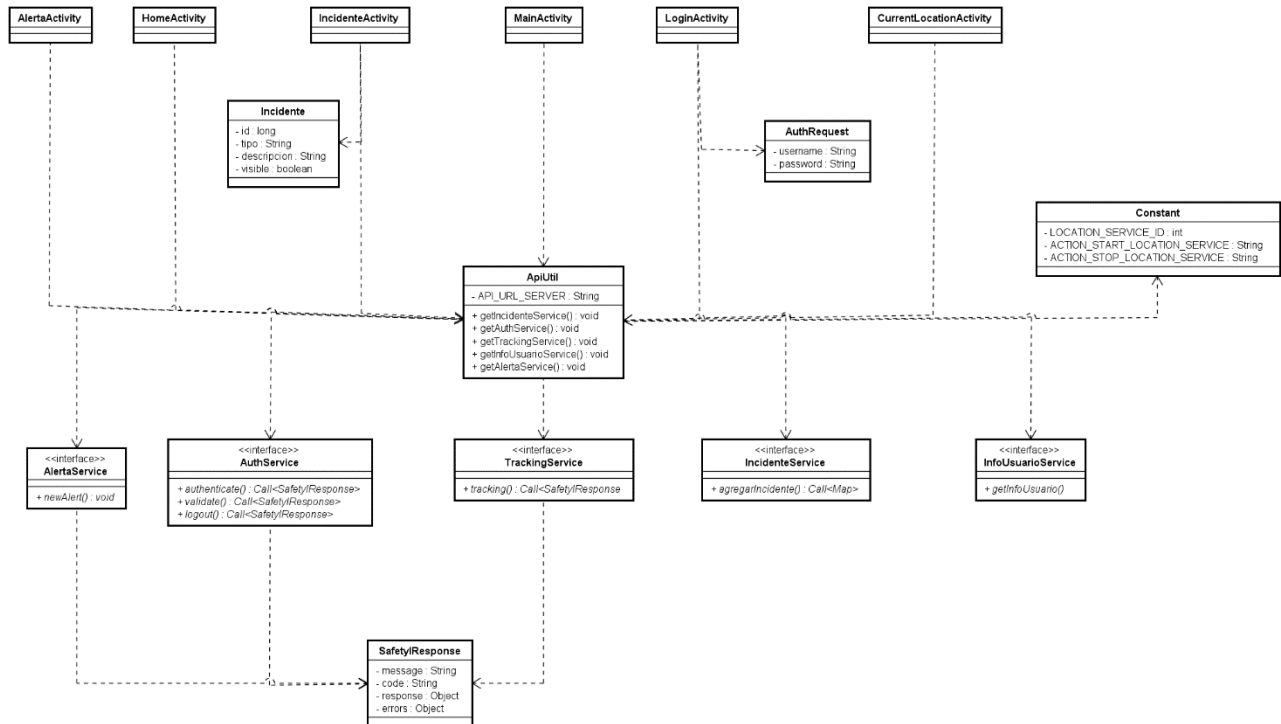 AlertaActivity
HomeActivity
IncidenteActivity
MainActivity
LoginActivity
CurrentLocationActivity
Incidente
- id : long
- tipo : String
- descripcion : String
- visible : boolean
AuthRequest
- username : String
- password : String
Constant
- LOCATION_SERVICE_ID : int
- ACTION_START_LOCATION_SERVICE : String
- ACTION_STOP_LOCATION_SERVICE : String
ApiUtil
- API_URL_SERVER : String
+ getIncidenteService() : void
+ getAuthService() : void
+ getTrackingService() : void
+ getInfoUsuarioService() : void
+ getAlertaService() : void
<<interface>>
AlertaService
+ newAlert() : void
<<interface>>
AuthService
+ authenticate() : Call<SafetyIResponse>
+ validate() : Call<SafetyIResponse>
+ logout() : Call<SafetyIResponse>
<<interface>>
TrackingService
+ tracking() : Call<SafetyIResponse
<<interface>>
IncidenteService
+ agregarIncidente() : Call<Map>
<<interface>>
InfoUsuarioService
+ getInfoUsuario()
SafetyIResponse
- message : String
- code : String
- response : Object
- errors : Object